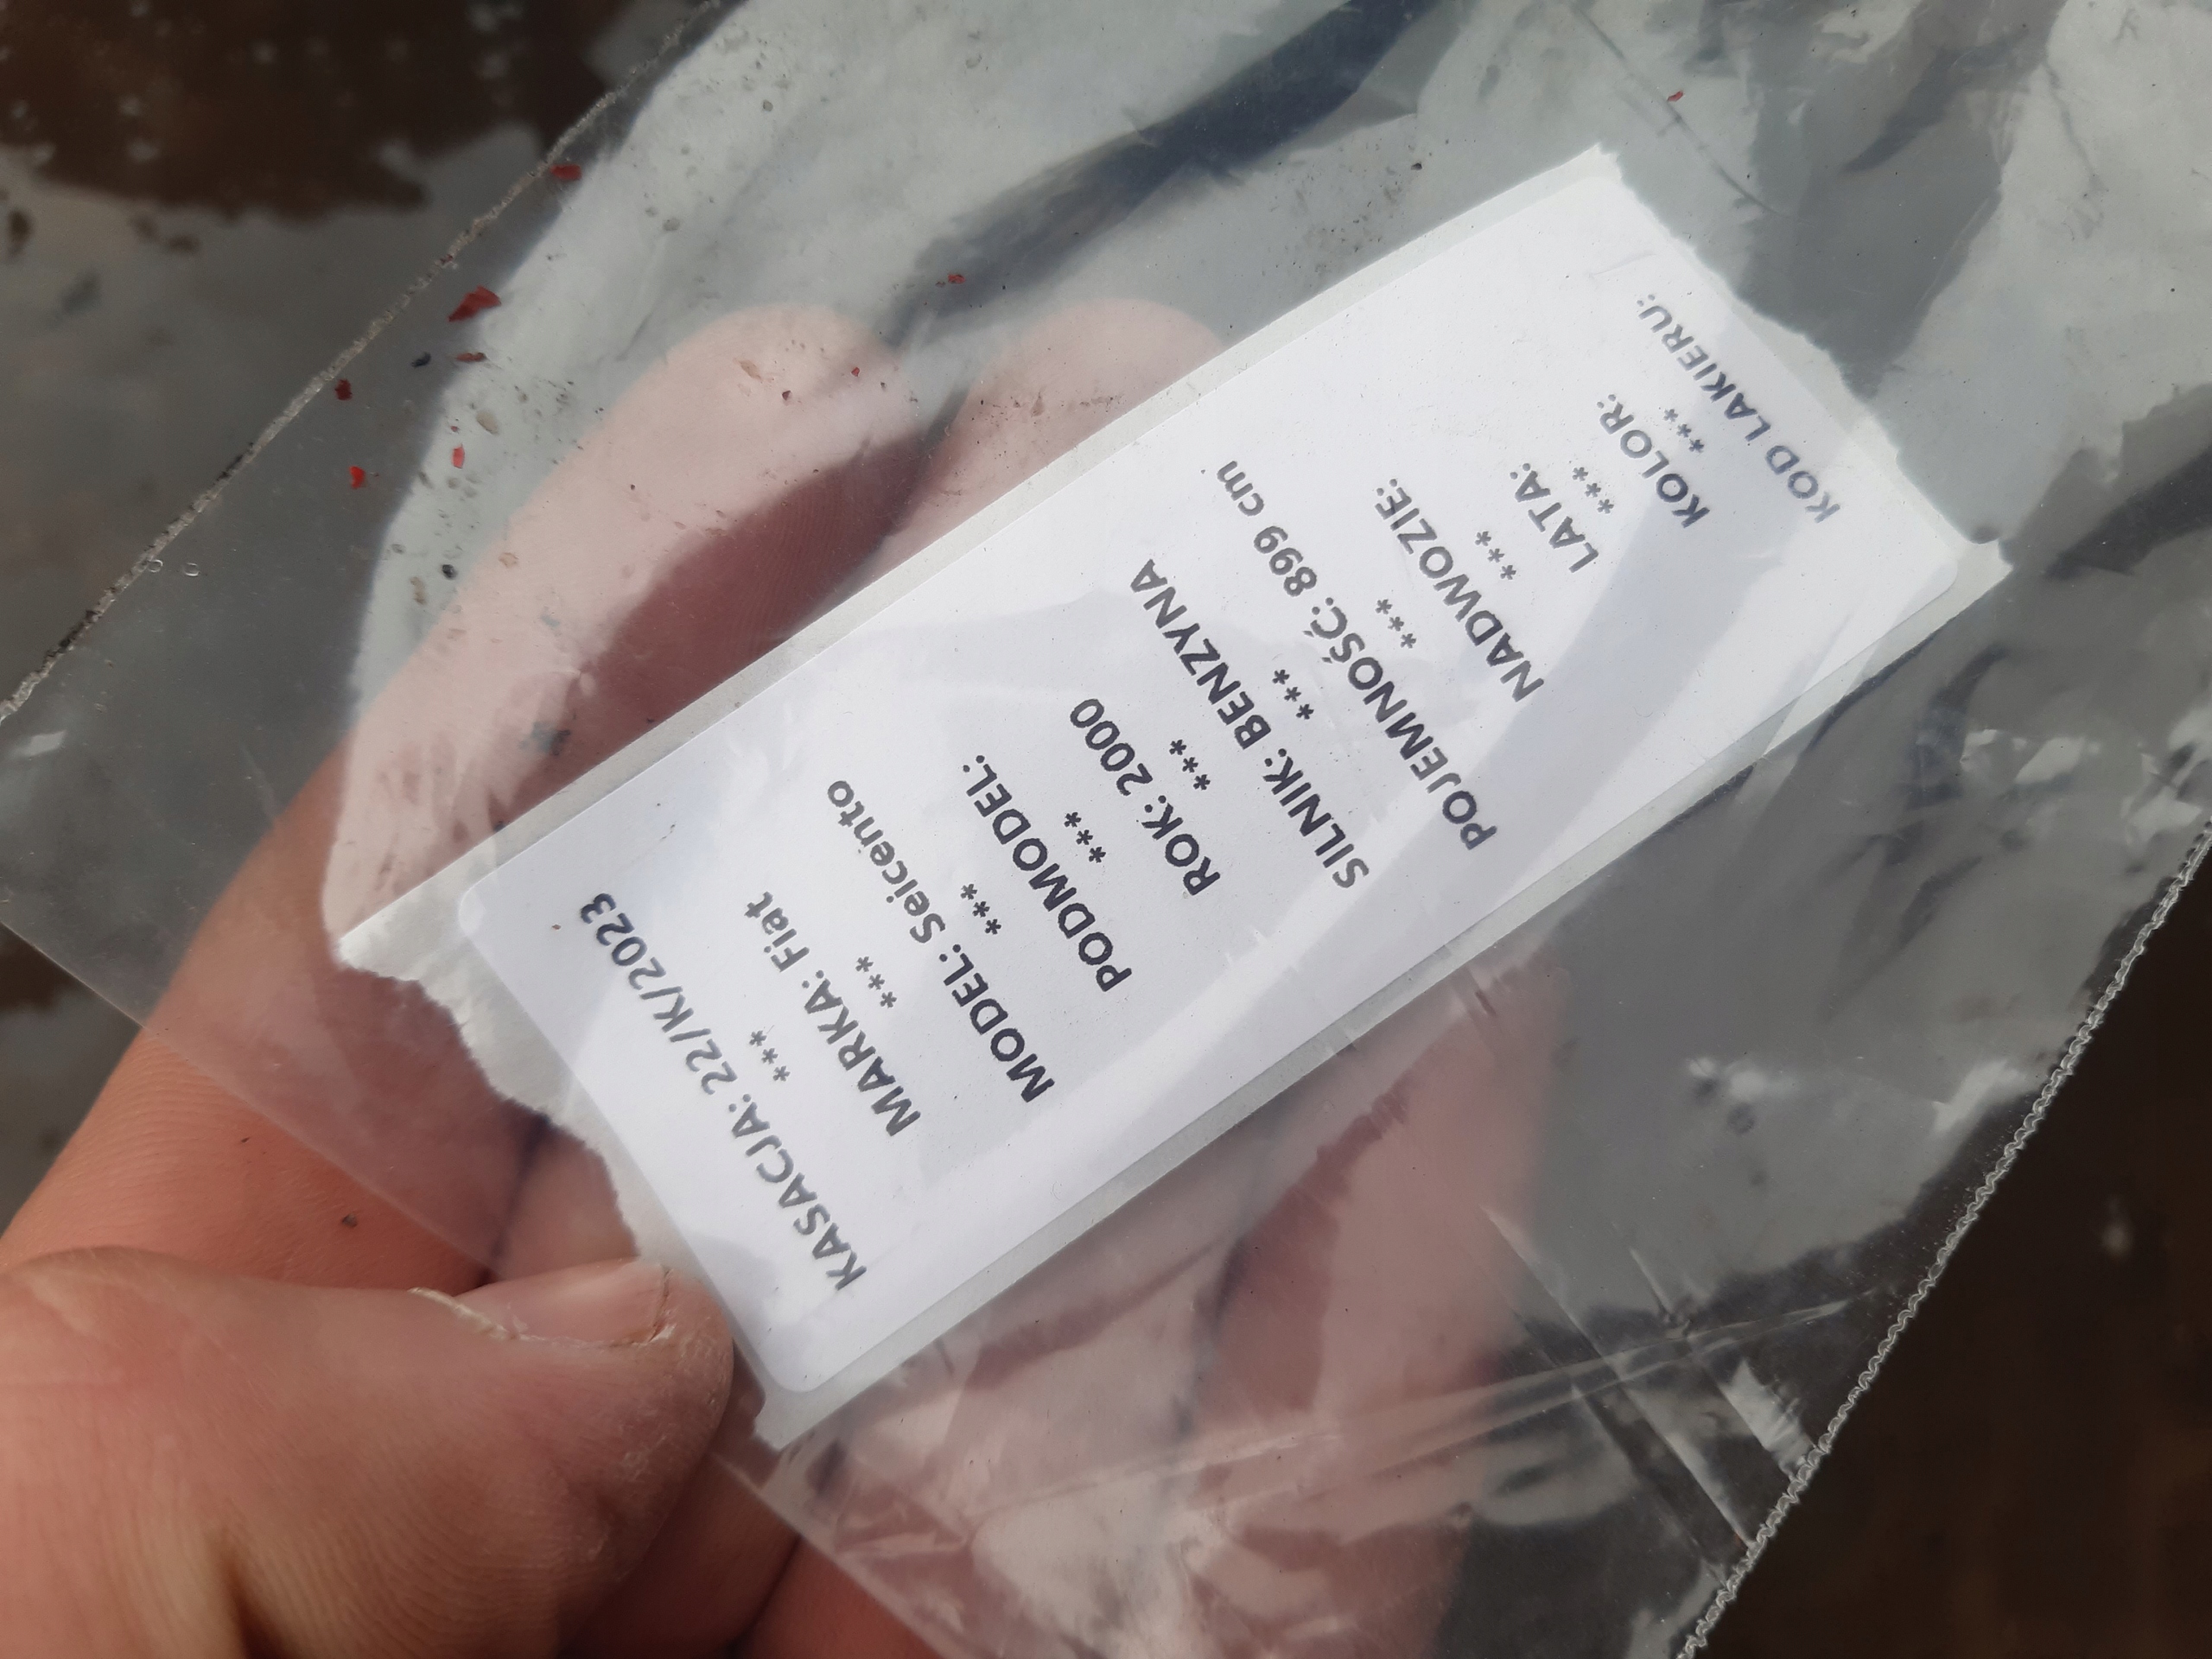 KASACJA: 22/K/2023
***
MARKA: Fiat
***
MODEL: Seicento
***
PODMODEL:
***
ROK: 2000
***
SILNIK: BENZYNA
***
POJEMNOŚĆ: 899 cm
***
NADWOZIE:
***
LATA:
***
KOLOR:
***
KOD LAKIERU: